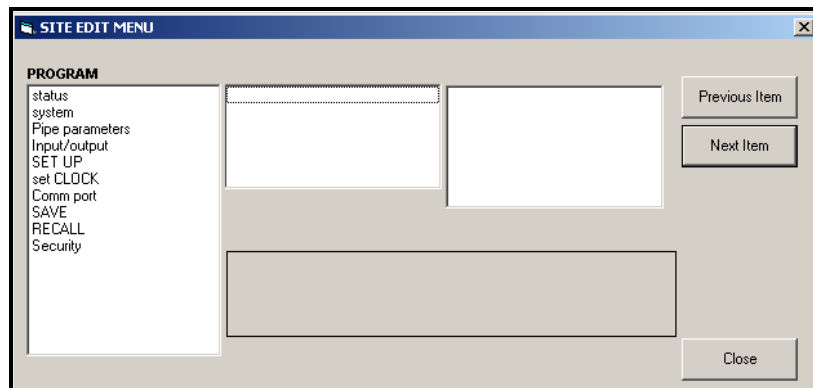 SITE EDIT MENU
PROGRAM
status
system
Pipe parameters
Input/output
SET UP
set CLOCK
Comm port
SAVE
RECALL
Security
Previous Item
Next Item
Close